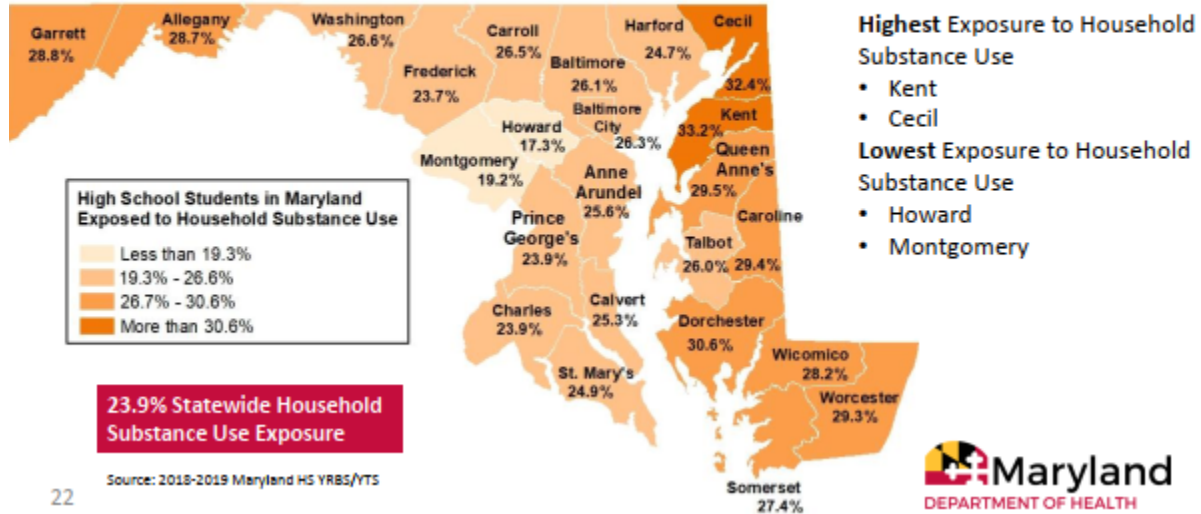 Garrett
28.8%
Allegany
28.7%
Washington
26.6%
Frederick
23.7%
Carroll
26.5%
Baltimore
26.1%
Baltimore
City
26.3%
Harford
24.7%
Cecil
32.4%
Kent
33.2%
Queen
Anne's
29.5%
Howard
17.3%
Montgomery
19.2%
Anne
Arundel
25.6%
Prince
George's
23.9%
Caroline
29.4%
Talbot
26.0%
Calvert
25.3%
Charles
23.9%
St. Mary's
24.9%
Dorchester
30.6%
Wicomico
28.2%
Worcester
29.3%
Somerset
27.4%
High School Students in Maryland
Exposed to Household Substance Use
Less than 19.3%
19.3% - 26.6%
26.7% - 30.6%
More than 30.6%
23.9% Statewide Household
Substance Use Exposure
Source: 2018-2019 Maryland HS YRBS/YTS
22
Highest Exposure to Household
Substance Use
• Kent
• Cecil
Lowest Exposure to Household
Substance Use
• Howard
• Montgomery
Maryland
DEPARTMENT OF HEALTH